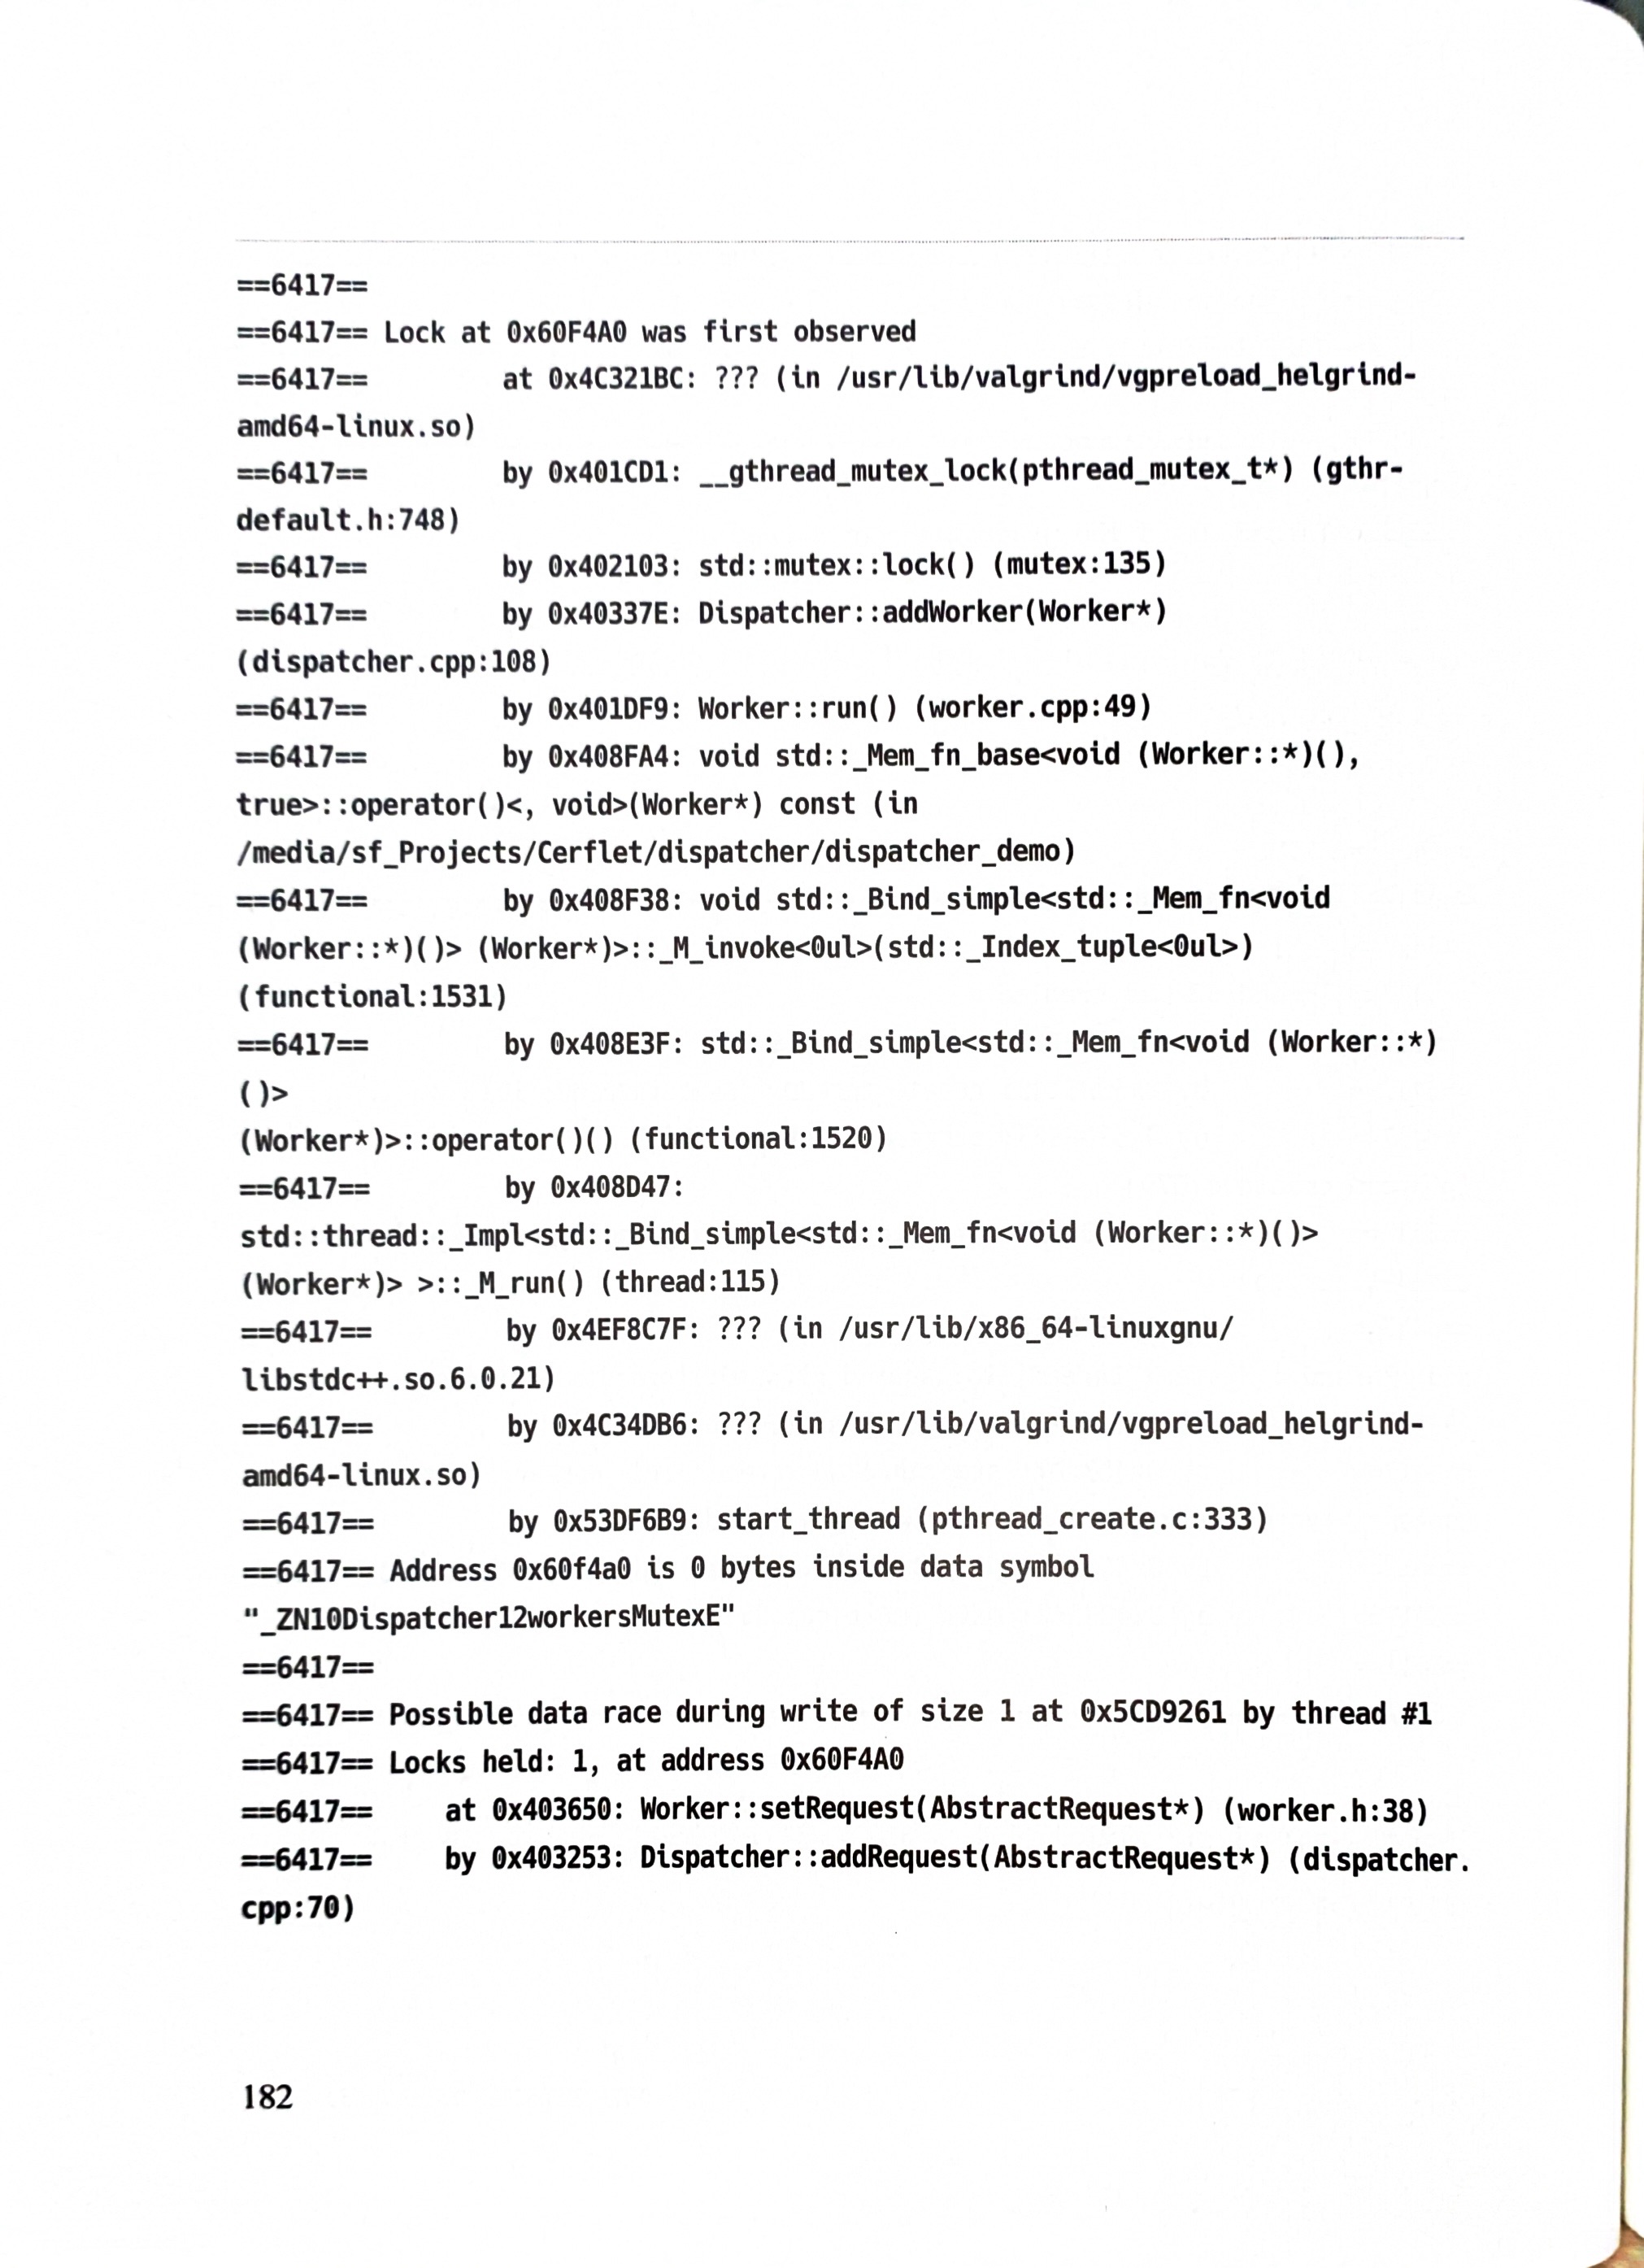 ==6417==
==6417== Lock at 0x60F4A0 was first observed
==6417== at 0x4C321BC: ??? (in /usr/lib/valgrind/vgpreload_helgrind-
amd64-linux.so)
==6417== by 0x401CD1: __gthread_mutex_lock(pthread_mutex_t*) (gthr-
default.h:748)
==6417== by 0x402103: std::mutex::lock() (mutex:135)
==6417== by 0x40337E: Dispatcher::addWorker(Worker*)
(dispatcher.cpp:108)
==6417== by 0x401DF9: Worker::run() (worker.cpp:49)
==6417== by 0x408FA4: void std::_Mem_fn_base<void (Worker::*)(),
true>::operator()<, void>(Worker*) const (in
/media/sf_Projects/Cerflet/dispatcher/dispatcher_demo)
==6417== by 0x408F38: void std::_Bind_simple<std::_Mem_fn<void
(Worker::*)()> (Worker*)>::_M_invoke<0ul>(std::_Index_tuple<0ul>)
(functional:1531)
==6417== by 0x408E3F: std::_Bind_simple<std::_Mem_fn<void (Worker::*)
()>
(Worker*)>::operator()() (functional:1520)
==6417== by 0x408D47:
std::thread::_Impl<std::_Bind_simple<std::_Mem_fn<void (Worker::*)()>
(Worker*)> >::_M_run() (thread:115)
==6417== by 0x4EF8C7F: ??? (in /usr/lib/x86_64-linuxgnu/
libstdc++.so.6.0.21)
==6417== by 0x4C34DB6: ??? (in /usr/lib/valgrind/vgpreload_helgrind-
amd64-linux.so)
==6417== by 0x53DF6B9: start_thread (pthread_create.c:333)
==6417== Address 0x60f4a0 is 0 bytes inside data symbol
"_ZN10Dispatcher12workersMutexE"
==6417==
==6417== Possible data race during write of size 1 at 0x5CD9261 by thread #1
==6417== Locks held: 1, at address 0x60F4A0
==6417== at 0x403650: Worker::setRequest(AbstractRequest*) (worker.h:38)
==6417== by 0x403253: Dispatcher::addRequest(AbstractRequest*) (dispatcher.
cpp:70)
182